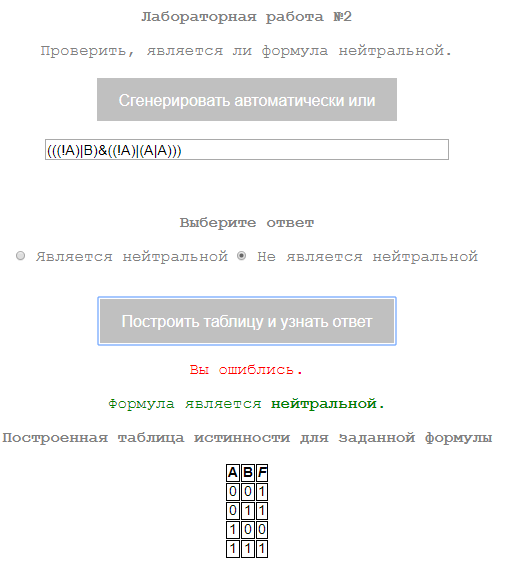 Лабораторная работа №2
Проверить, является ли формула нейтральной.
Сгенерировать автоматически или
(((!A)|B)&((!A)|(A|A)))
Выберите ответ
Является нейтральной Не является нейтральной
Построить таблицу и узнать ответ
Вы ошиблись.
Формула является нейтральной.
Построенная таблица истинности для заданной формулы
A B F
0 0 1
0 1 1
1 0 0
1 1 1